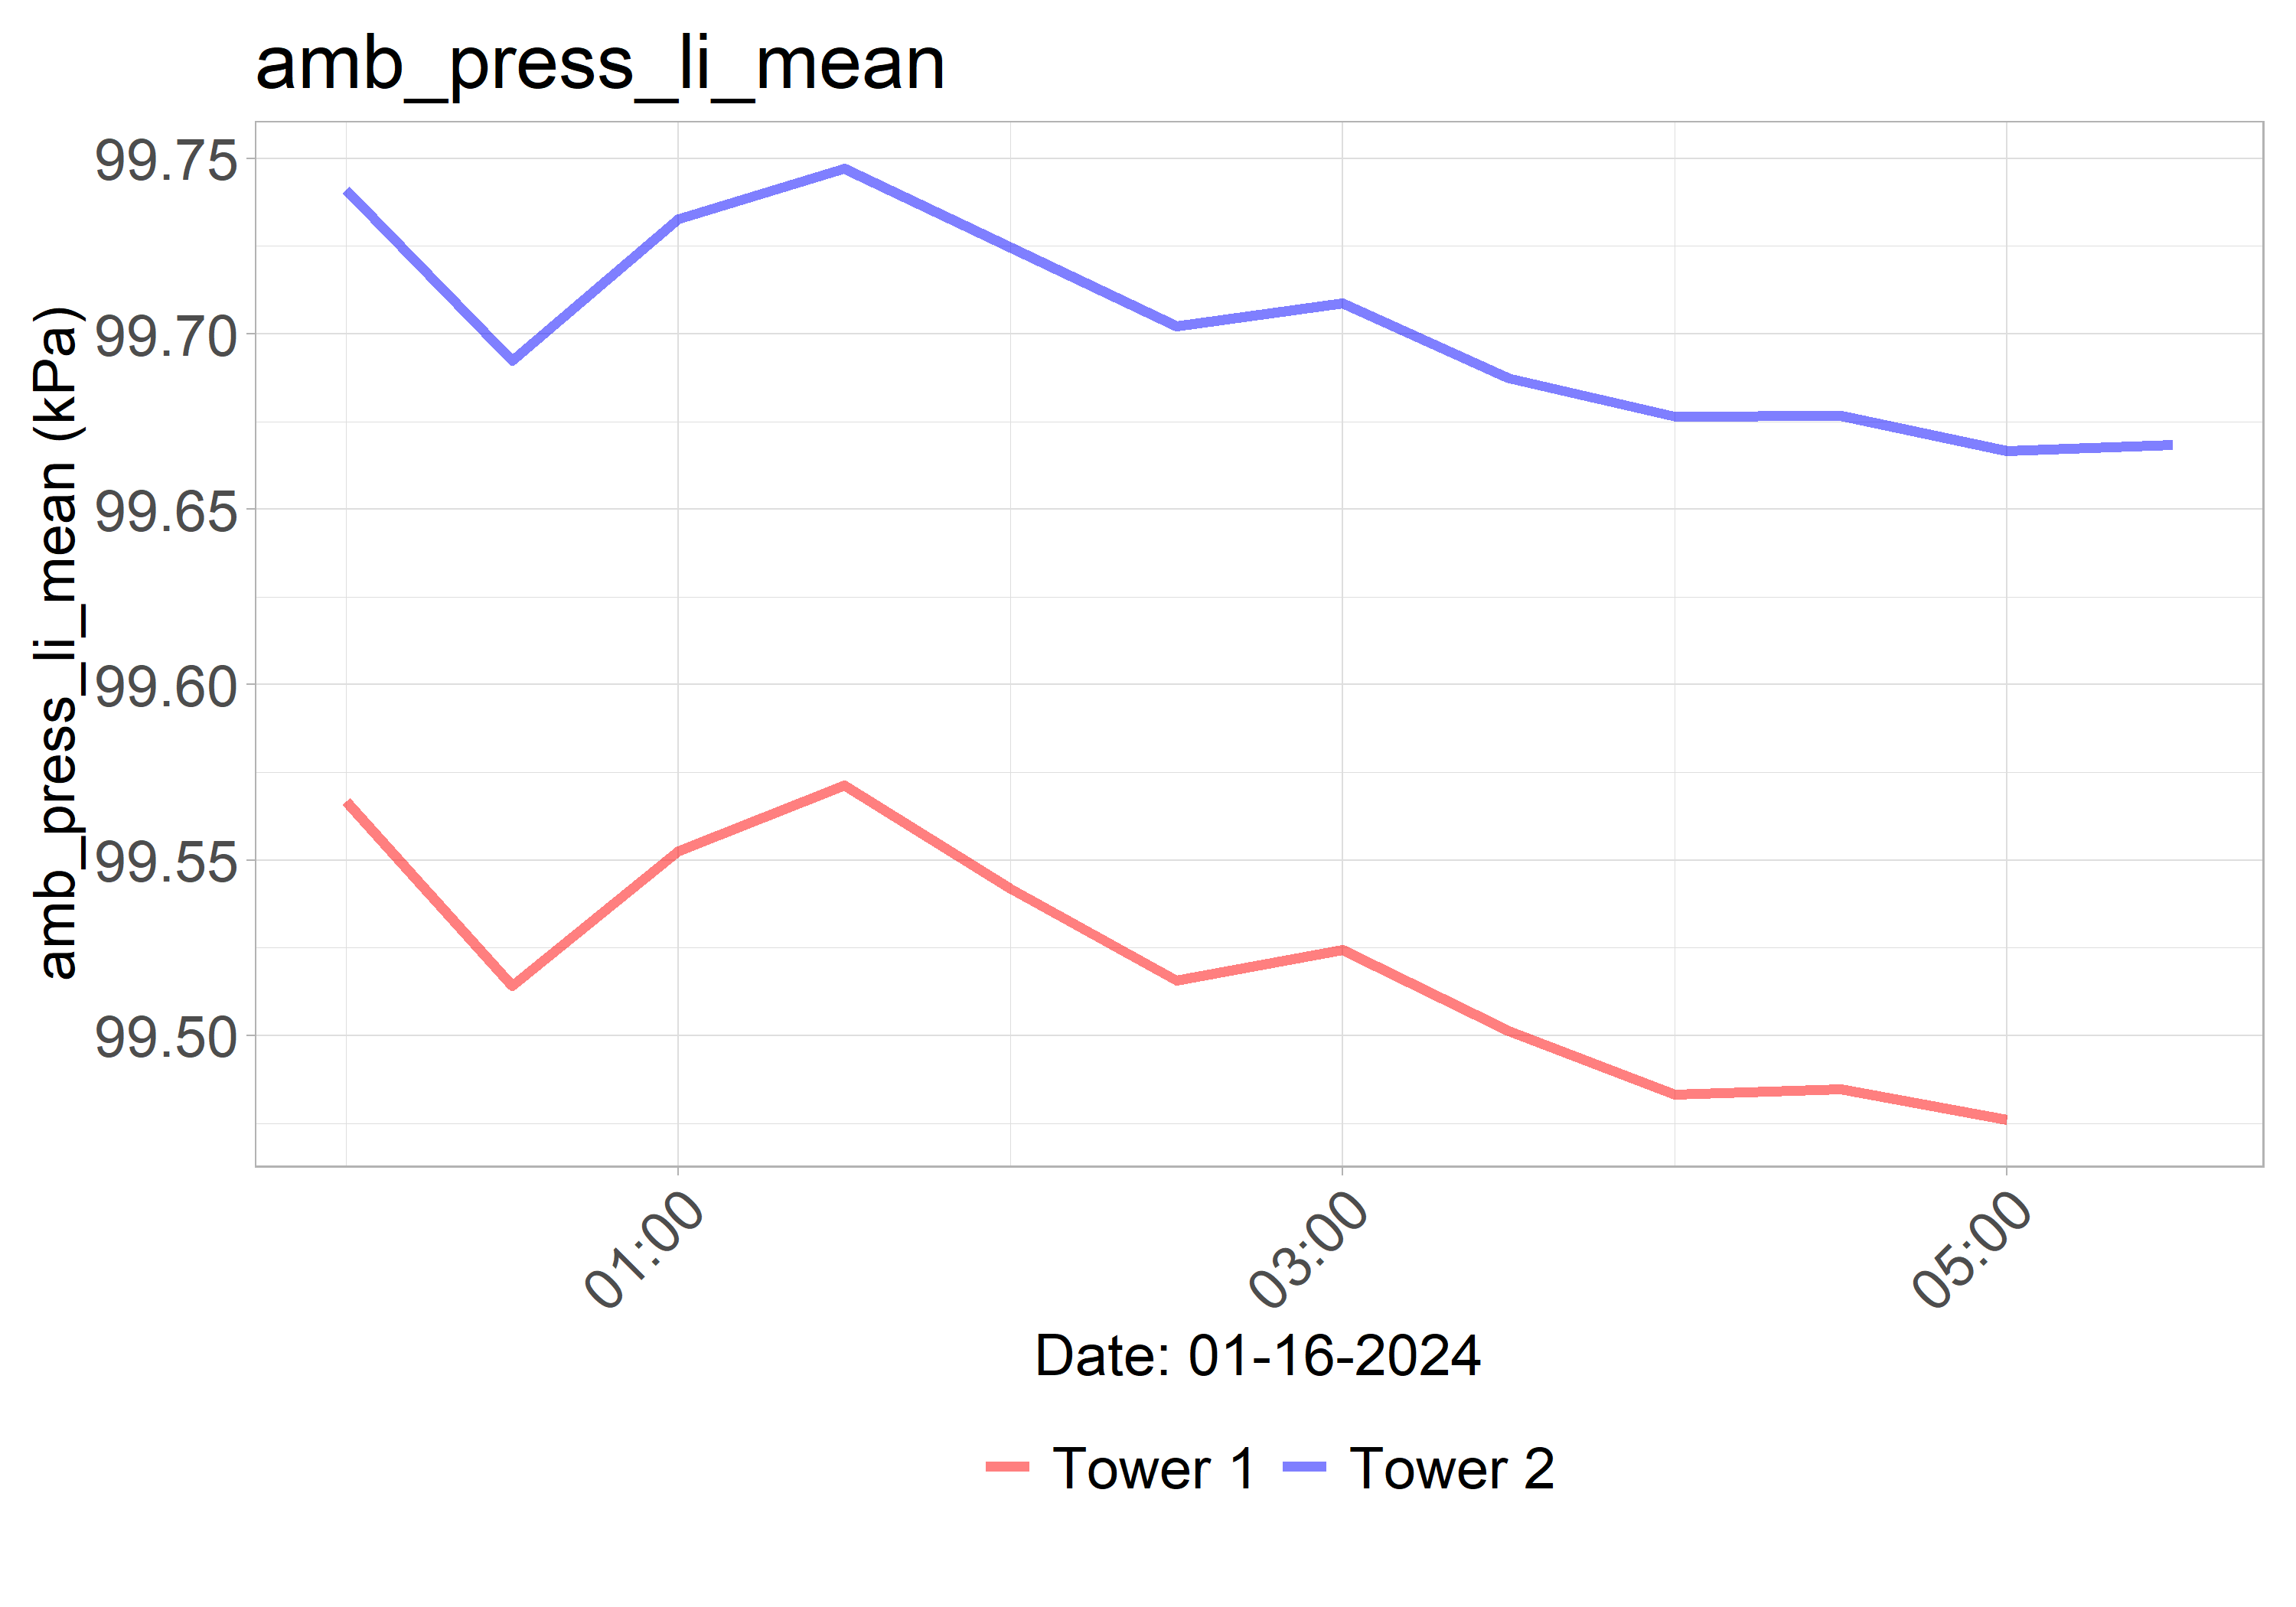 amb_press_li_mean
amb_press_li_mean (kPa)
99.75
99.70
99.65
99.60
99.55
99.50
01:00
03:00
05:00
Date: 01-16-2024
Tower 1
Tower 2